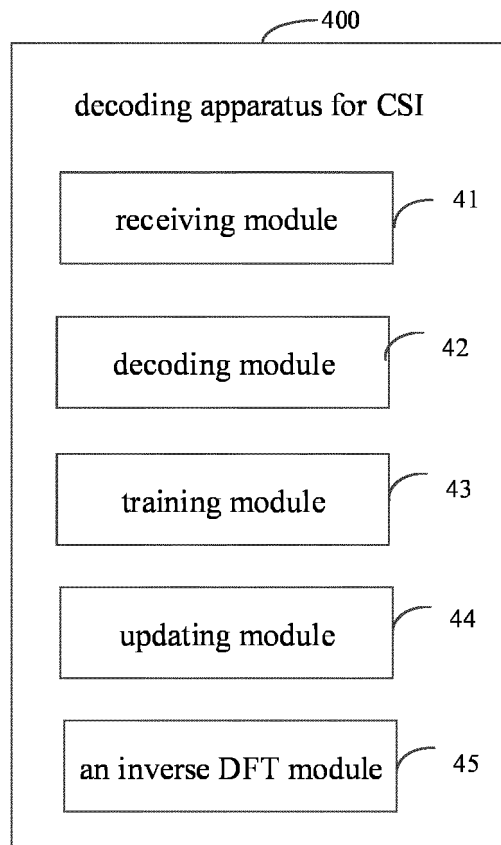 400
decoding apparatus for CSI
receiving module
41
decoding module
42
training module
43
updating module
44
an inverse DFT module
45